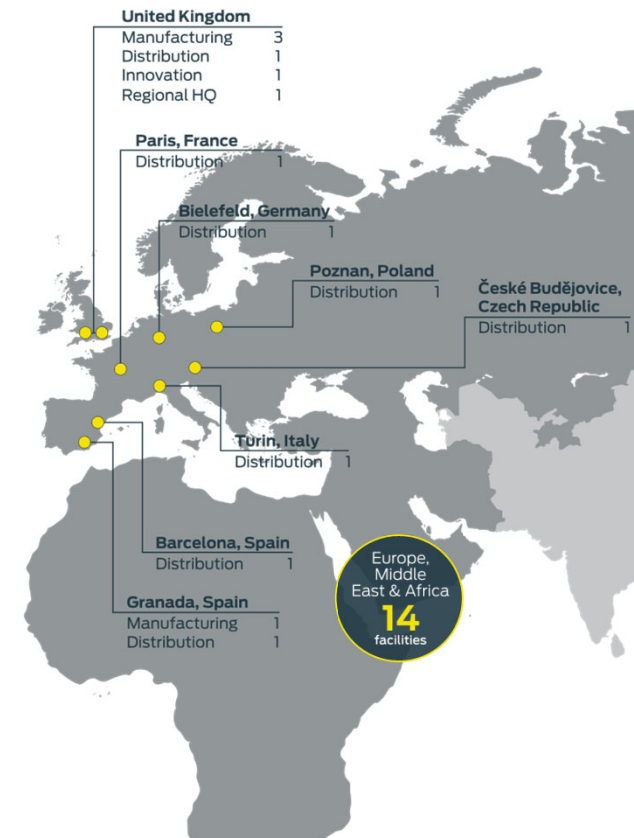 United Kingdom
Manufacturing 3
Distribution 1
Innovation 1
Regional HQ 1
Paris, France
Distribution 1
Bielefeld, Germany
Distribution 1
Poznan, Poland
Distribution 1
České Budějovice,
Czech Republic
Distribution 1
Turin, Italy
Distribution 1
Barcelona, Spain
Distribution 1
Granada, Spain
Manufacturing 1
Distribution 1
Europe,
Middle
East & Africa
14
facilities